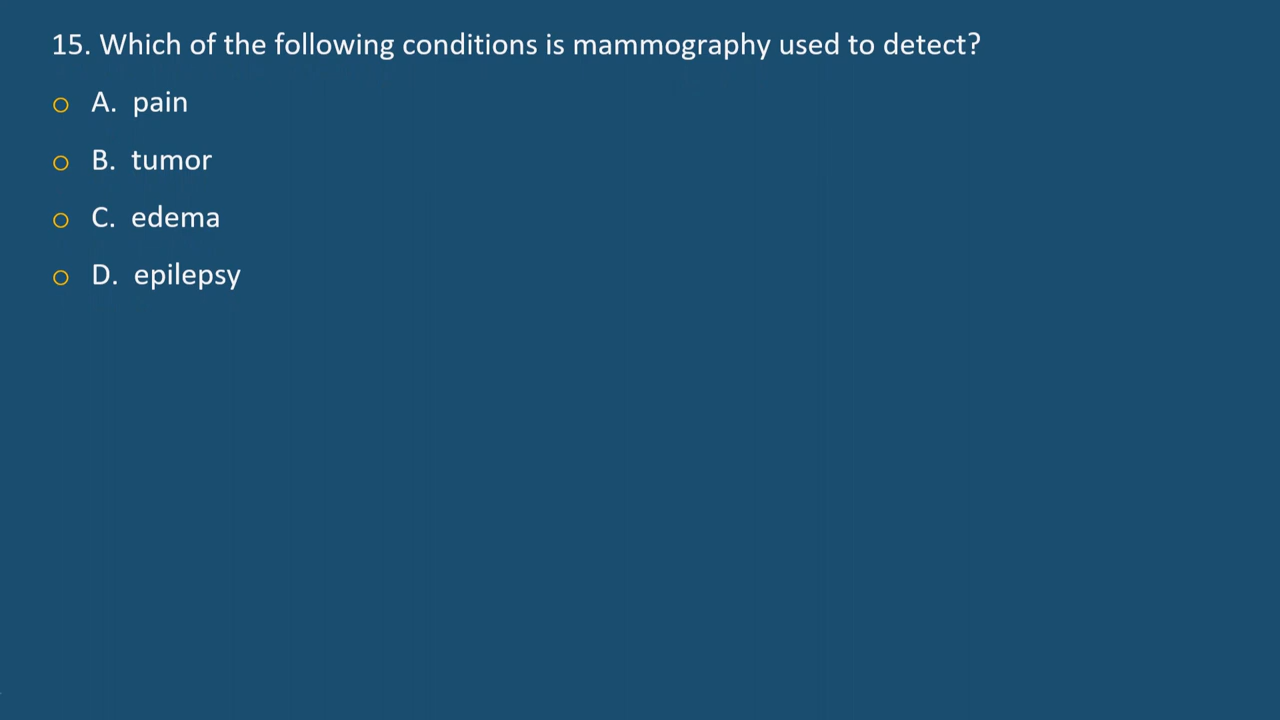 15. Which of the following conditions is mammography used to detect?
A. pain
B. tumor
C. edema
D. epilepsy